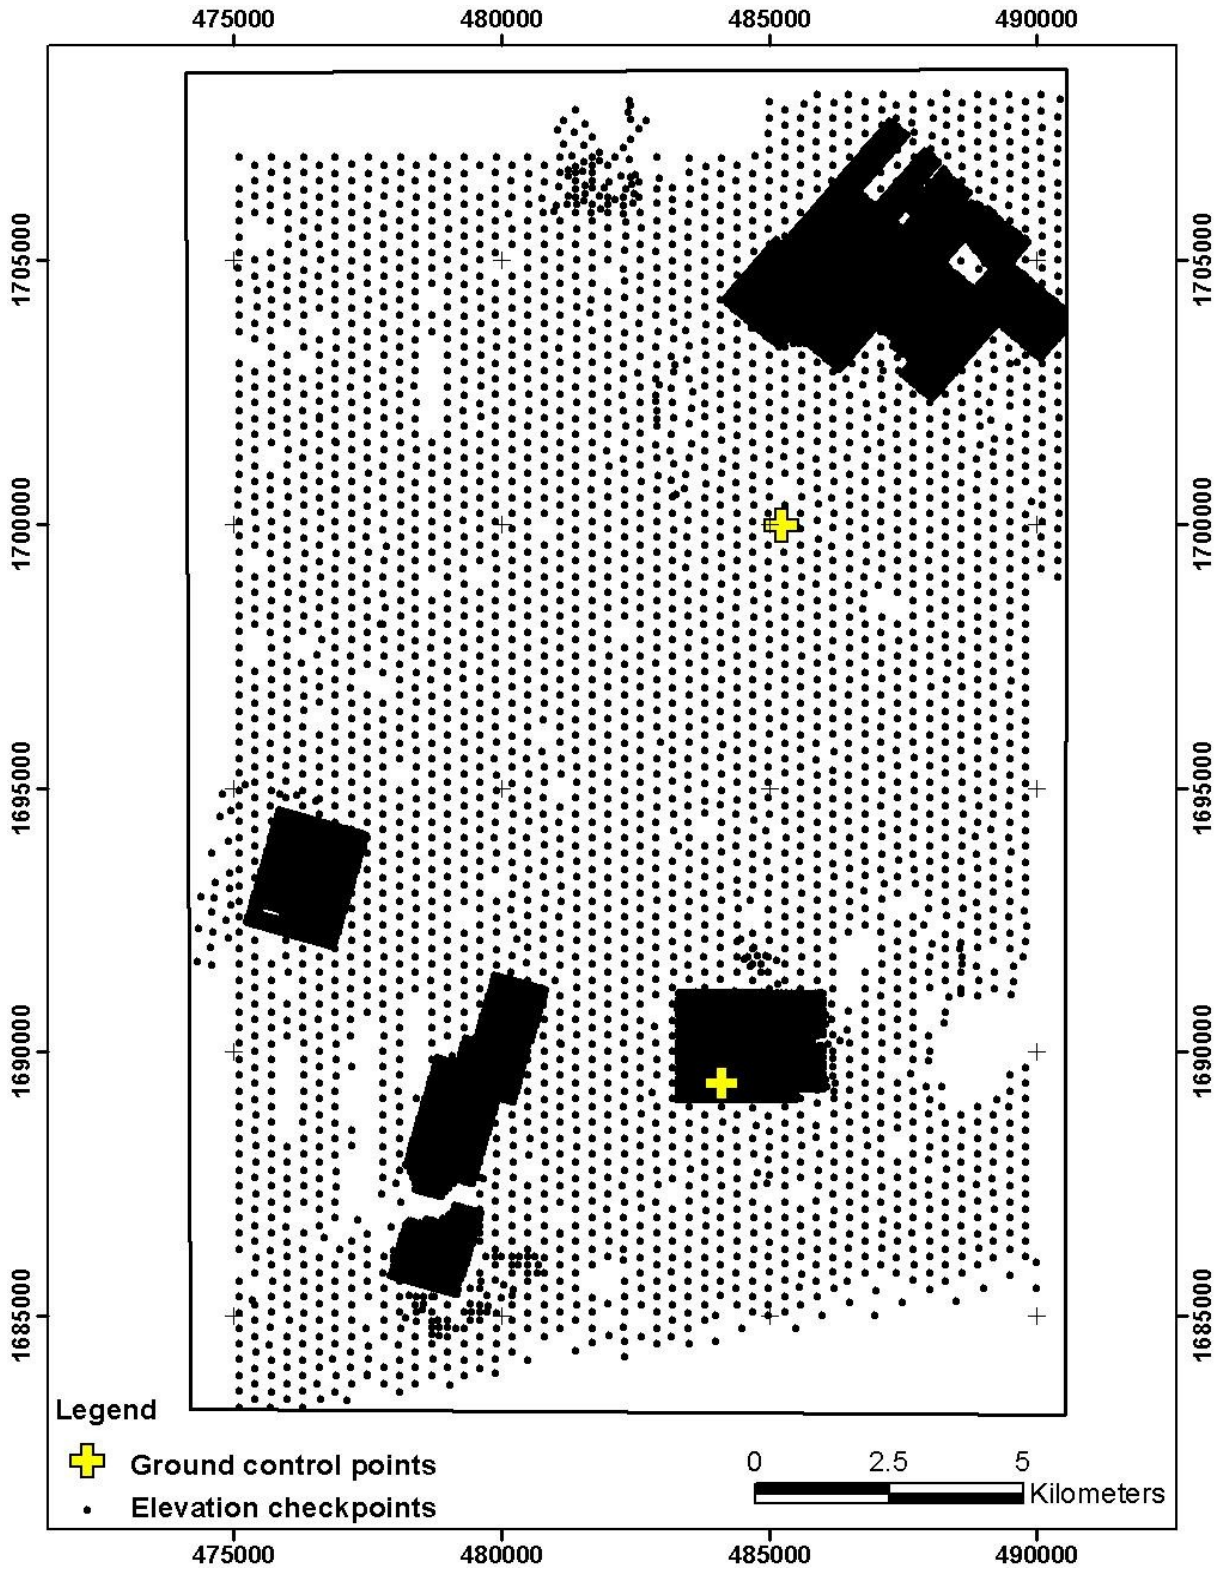 475000 480000 485000 490000
1705000 1705000
1700000 1700000
1695000 1695000
1690000 1690000
1685000 1685000
Legend
Ground control points
Elevation checkpoints
0 2.5 5
Kilometers
475000 480000 485000 490000